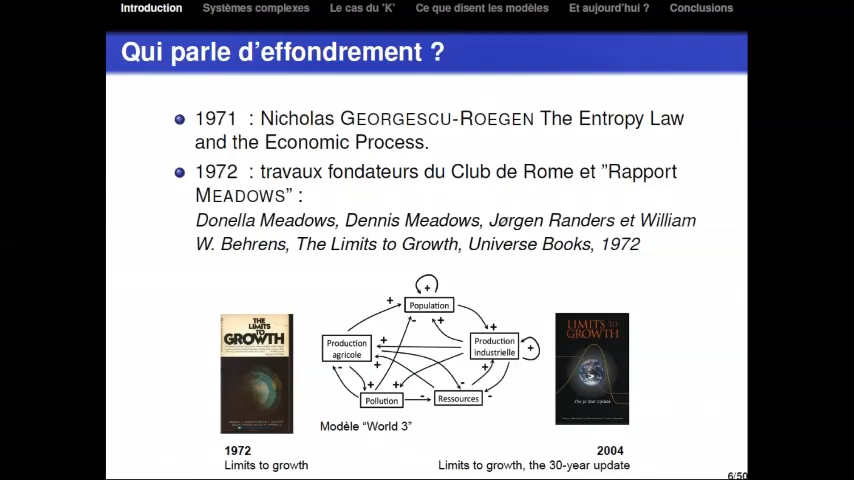 Introduction Systèmes complexes Le cas du 'K' Ce que disent les modèles Et aujourd'hui ? Conclusions
Qui parle d'effondrement ?
1971 : Nicholas GEORGESCU-ROEGEN The Entropy Law
and the Economic Process.
1972 : travaux fondateurs du Club de Rome et "Rapport
MEADOWS" :
Donella Meadows, Dennis Meadows, Jørgen Randers et William
W. Behrens, The Limits to Growth, Universe Books, 1972
THE
LIMITS
TO
GROWTH
+
Population
+
-
+
+
Production
agricole
+
+
Production
industrielle
+
-
+
+
-
+
Pollution
-
Ressources
-
LIMITS TO
GROWTH
The 30-Year Update
Modèle "World 3"
1972
Limits to growth
2004
Limits to growth, the 30-year update
6/50